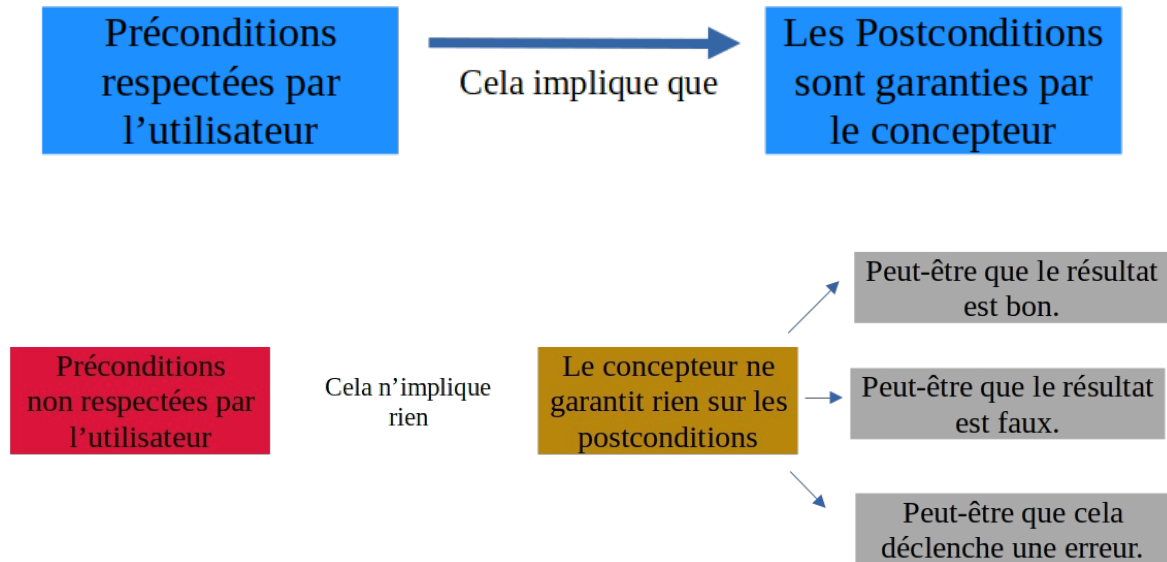 Préconditions
respectées par
l’utilisateur
Cela implique que
Les Postconditions
sont garanties par
le concepteur
Préconditions
non respectées par
l’utilisateur
Cela n’implique
rien
Le concepteur ne
garantit rien sur les
postconditions
Peut-être que le résultat
est bon.
Peut-être que le résultat
est faux.
Peut-être que cela
déclenche une erreur.